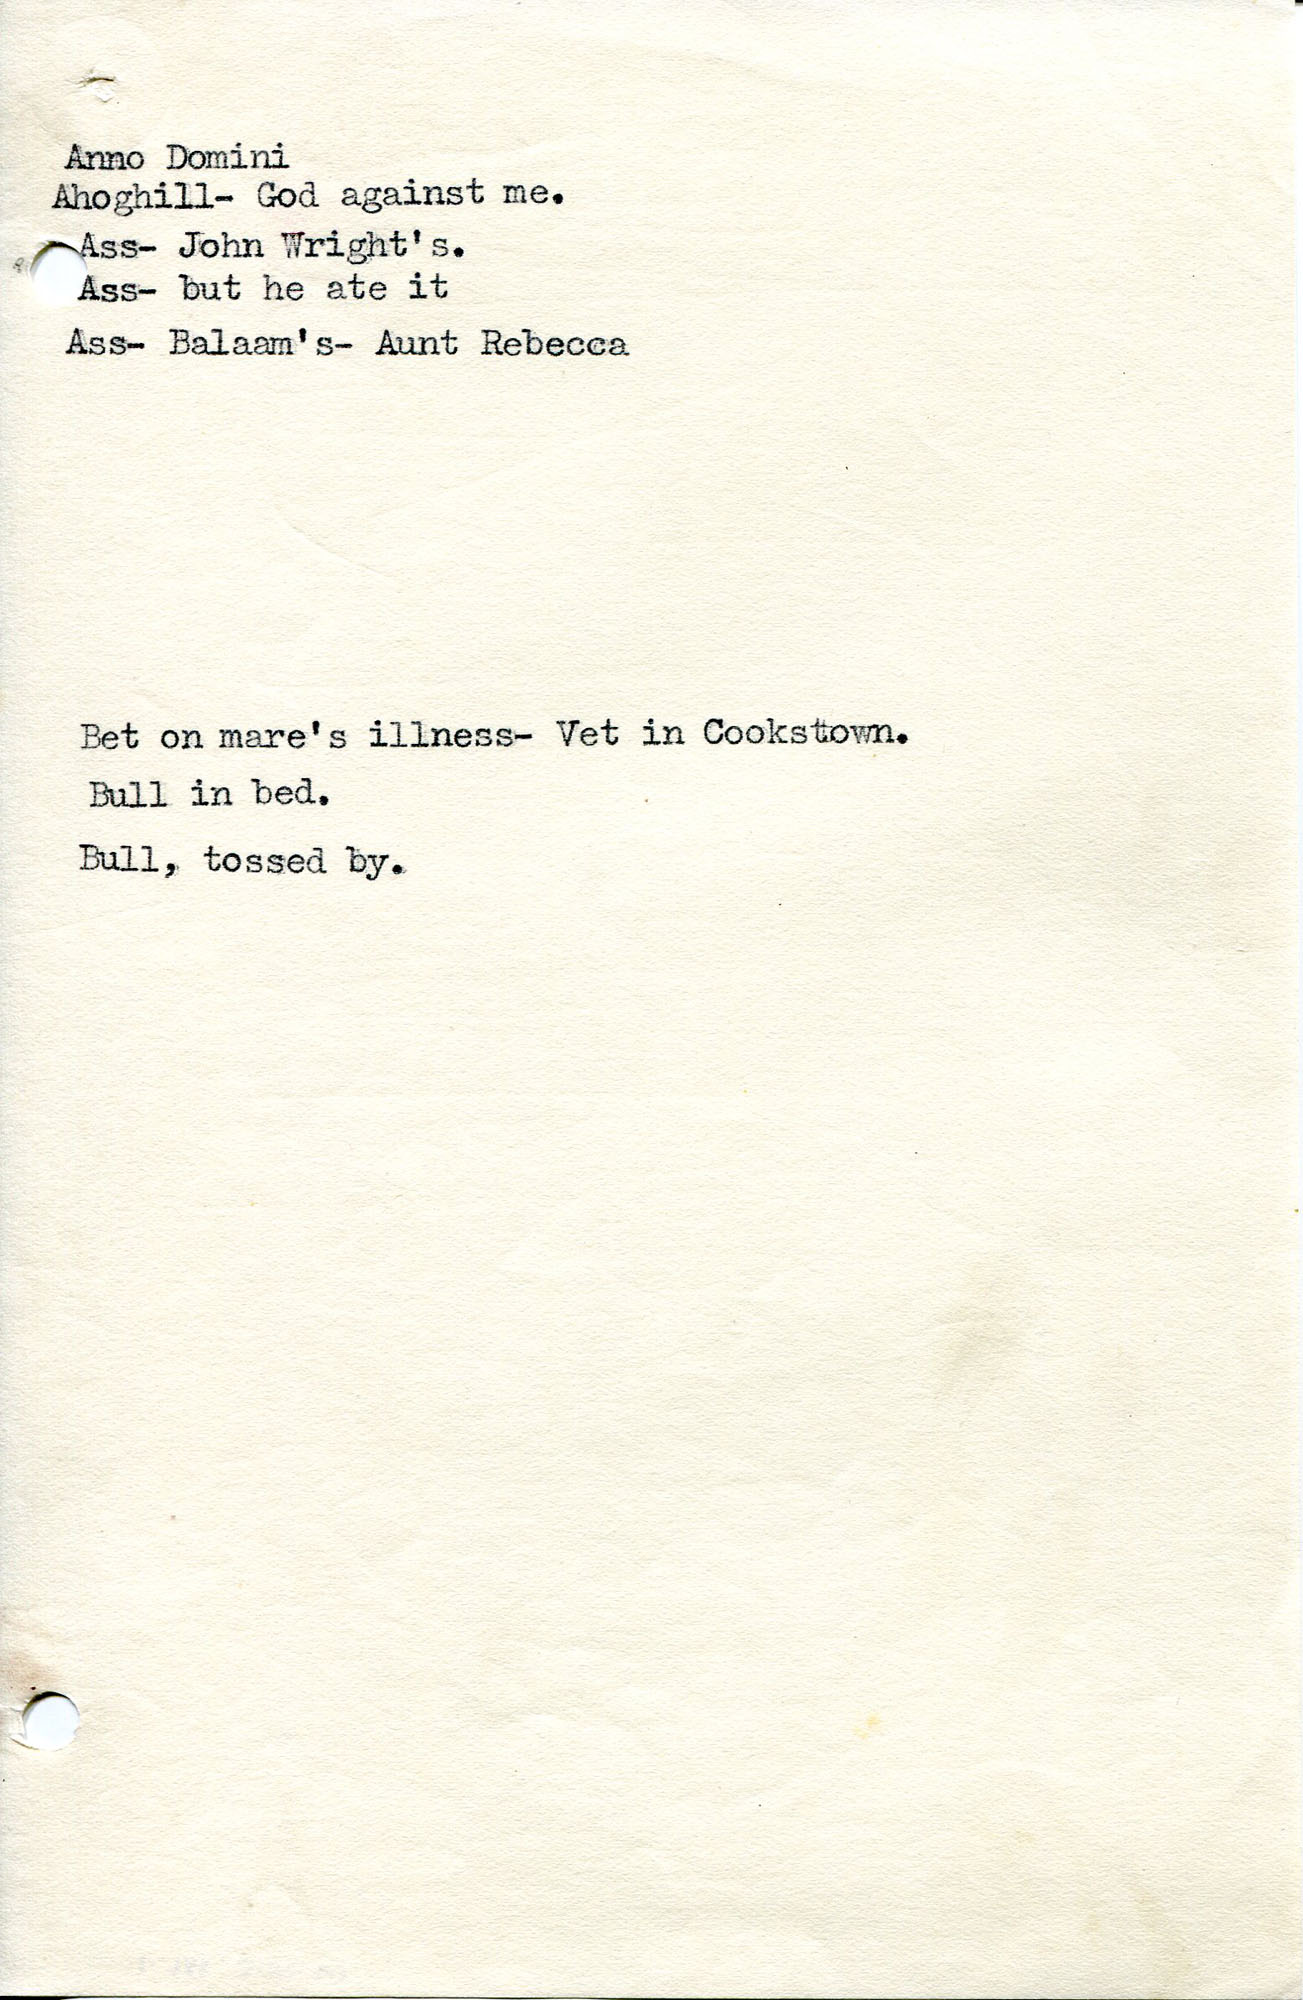 Anno Domini
Ahoghill- God against me.
Ass- John Wright's.
Ass- but he ate it
Ass- Balaam's- Aunt Rebecca
Bet on mare's illness- Vet in Cookstown.
Bull in bed.
Bull, tossed by.